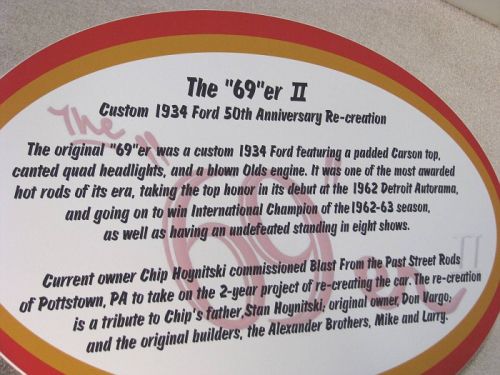 The "69"er II
Custom 1934 Ford 50th Anniversary Re-creation
The original "69"er was a custom 1934 Ford featuring a padded Carson top,
canted quad headlights, and a blown Olds engine. It was one of the most awarded
hot rods of its era, taking the top honor in its debut at the 1962 Detroit Autorama,
and going on to win International Champion of the 1962-63 season,
as well as having an undefeated standing in eight shows.
Current owner Chip Hoynitski commissioned Blast From the Past Street Rods
of Pottstown, PA to take on the 2-year project of re-creating the car. The re-creation
is a tribute to Chip's father,Stan Hoynitski; original owner, Don Vargo;
and the original builders, the Alexander Brothers, Mike and Larry.
The "69"er II